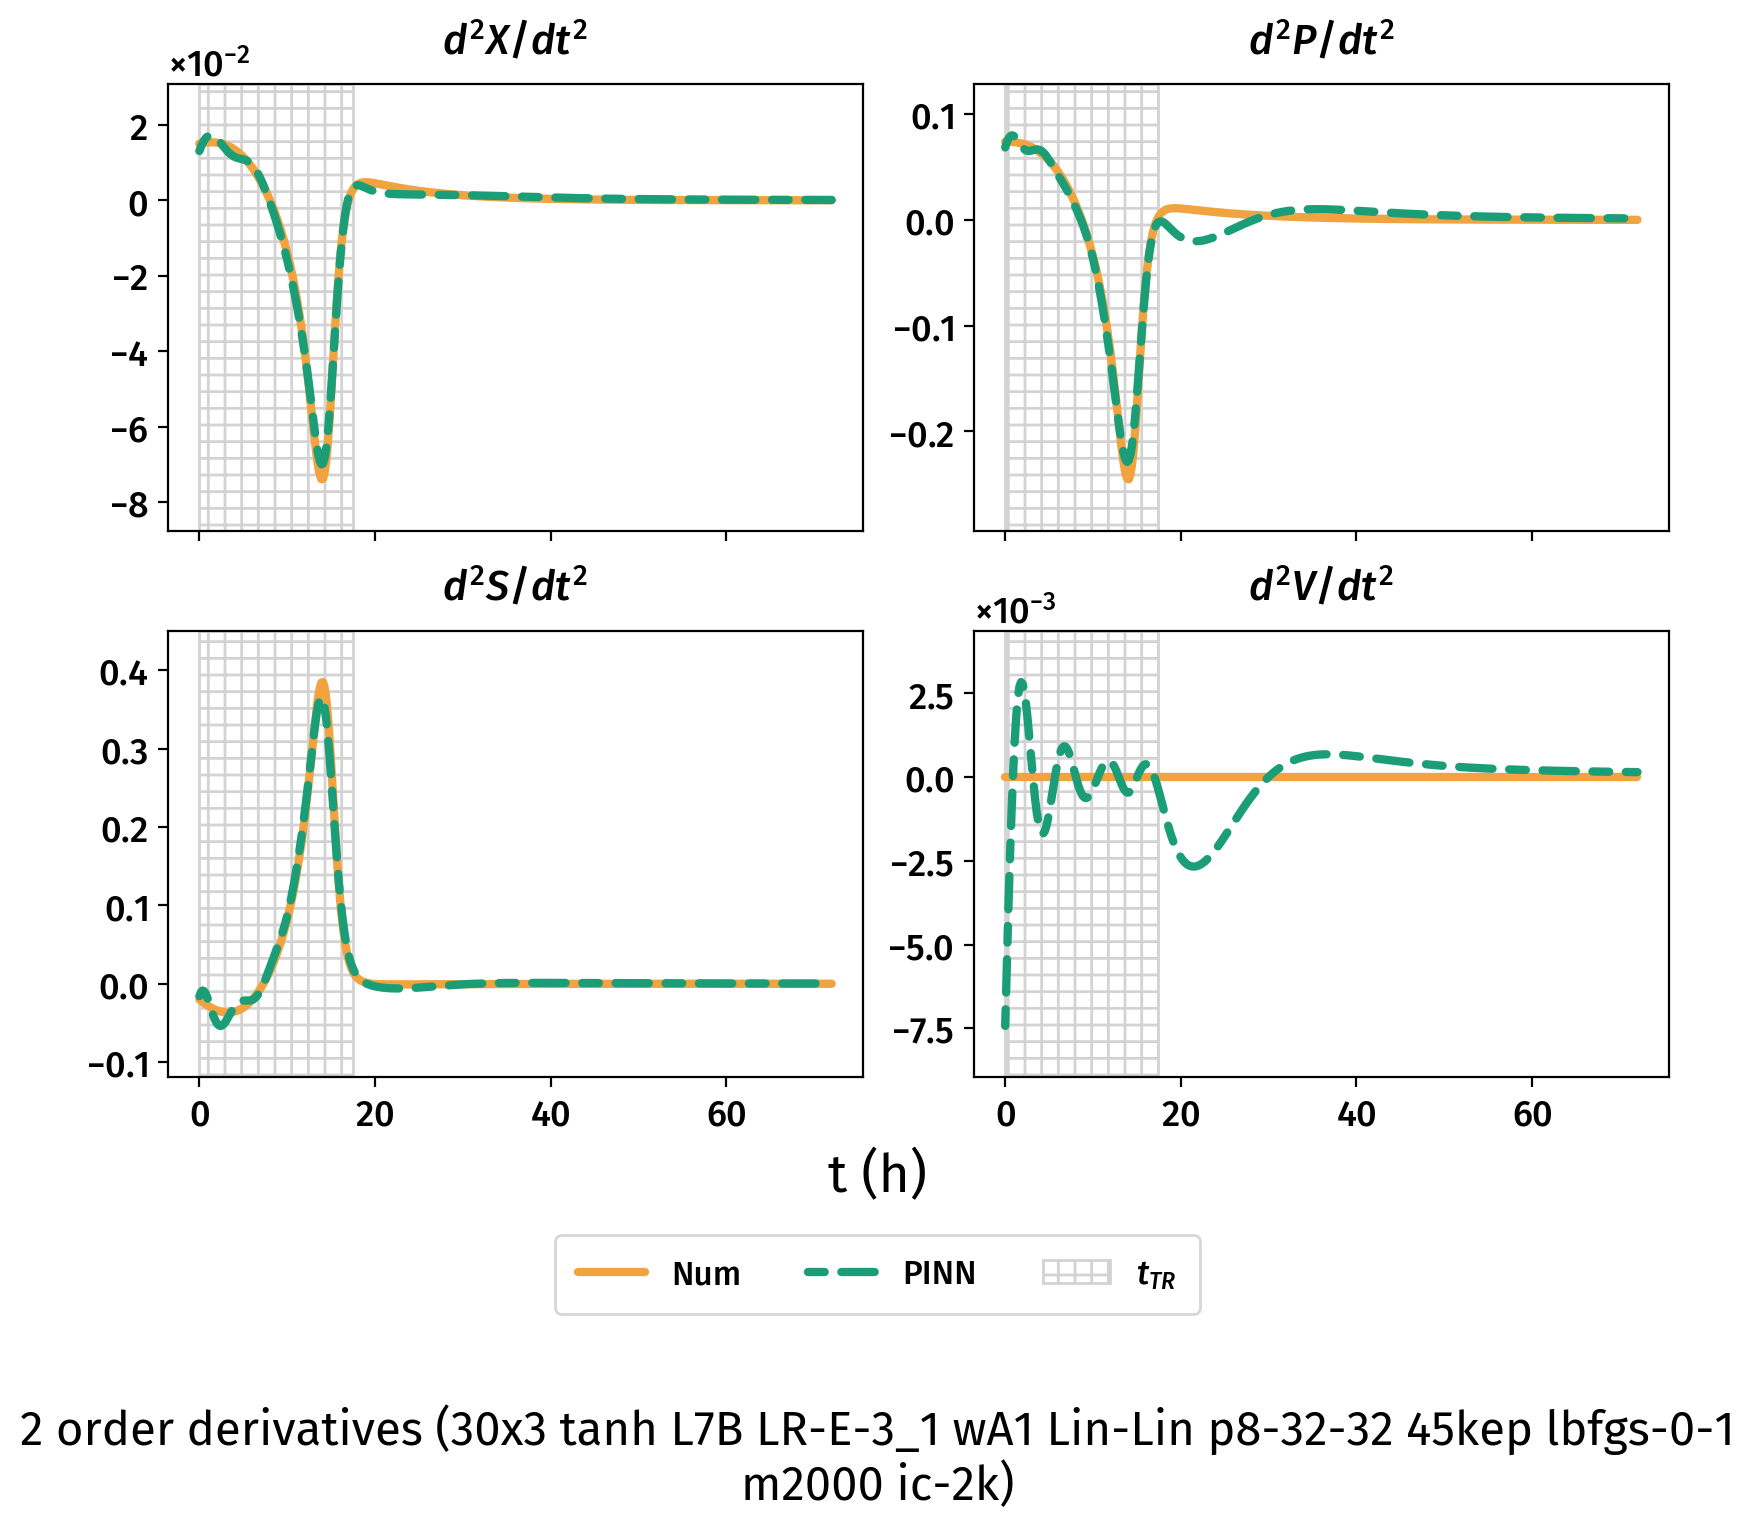 d²X/dt²
×10⁻²
2
0
−2
−4
−6
−8
d²P/dt²
0.1
0.0
−0.1
−0.2
d²S/dt²
0.4
0.3
0.2
0.1
0.0
−0.1
0 20 40 60
d²V/dt²
×10⁻³
2.5
0.0
−2.5
−5.0
−7.5
0 20 40 60
t (h)
Num PINN t_TR
2 order derivatives (30x3 tanh L7B LR-E-3_1 wA1 Lin-Lin p8-32-32 45kep lbfgs-0-1
m2000 ic-2k)